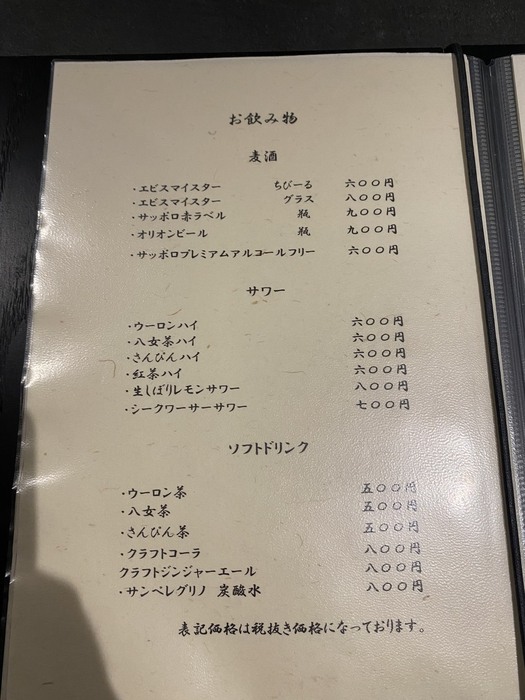 お飲み物
麦酒
・エビスマイスター ちびーる 六〇〇円
・エビスマイスター グラス 八〇〇円
・サッポロ赤ラベル 瓶 九〇〇円
・オリオンビール 瓶 九〇〇円
・サッポロプレミアムアルコールフリー 六〇〇円
サワー
・ウーロンハイ 六〇〇円
・八女茶ハイ 六〇〇円
・さんぴんハイ 六〇〇円
・紅茶ハイ 六〇〇円
・生しぼりレモンサワー 八〇〇円
・シークワーサーサワー 七〇〇円
ソフトドリンク
・ウーロン茶 五〇〇円
・八女茶 五〇〇円
・さんぴん茶 五〇〇円
・クラフトコーラ 八〇〇円
クラフトジンジャーエール 八〇〇円
・サンペレグリノ 炭酸水 八〇〇円
表記価格は税抜き価格になっております。